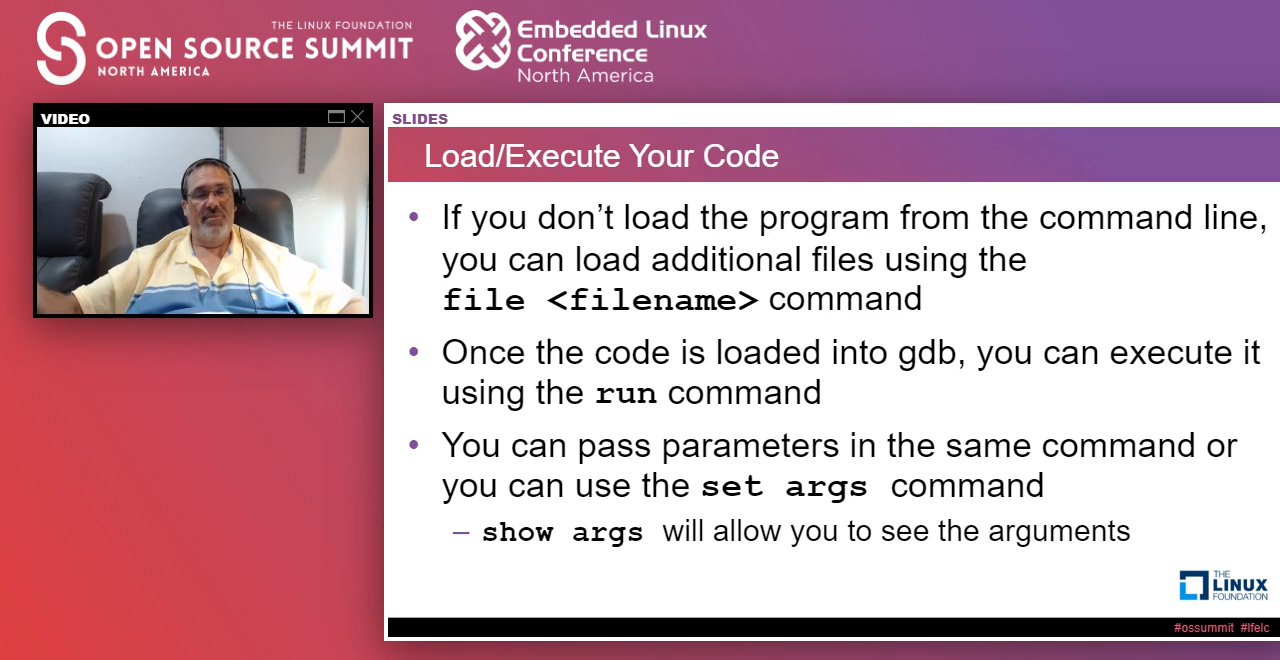 THE LINUX FOUNDATION
OPEN SOURCE SUMMIT
NORTH AMERICA
Embedded Linux
Conference
North America
VIDEO
SLIDES
Load/Execute Your Code
• If you don’t load the program from the command line,
you can load additional files using the
file <filename> command
• Once the code is loaded into gdb, you can execute it
using the run command
• You can pass parameters in the same command or
you can use the set args command
– show args will allow you to see the arguments
THE
LINUX
FOUNDATION
#ossummit #lfelc